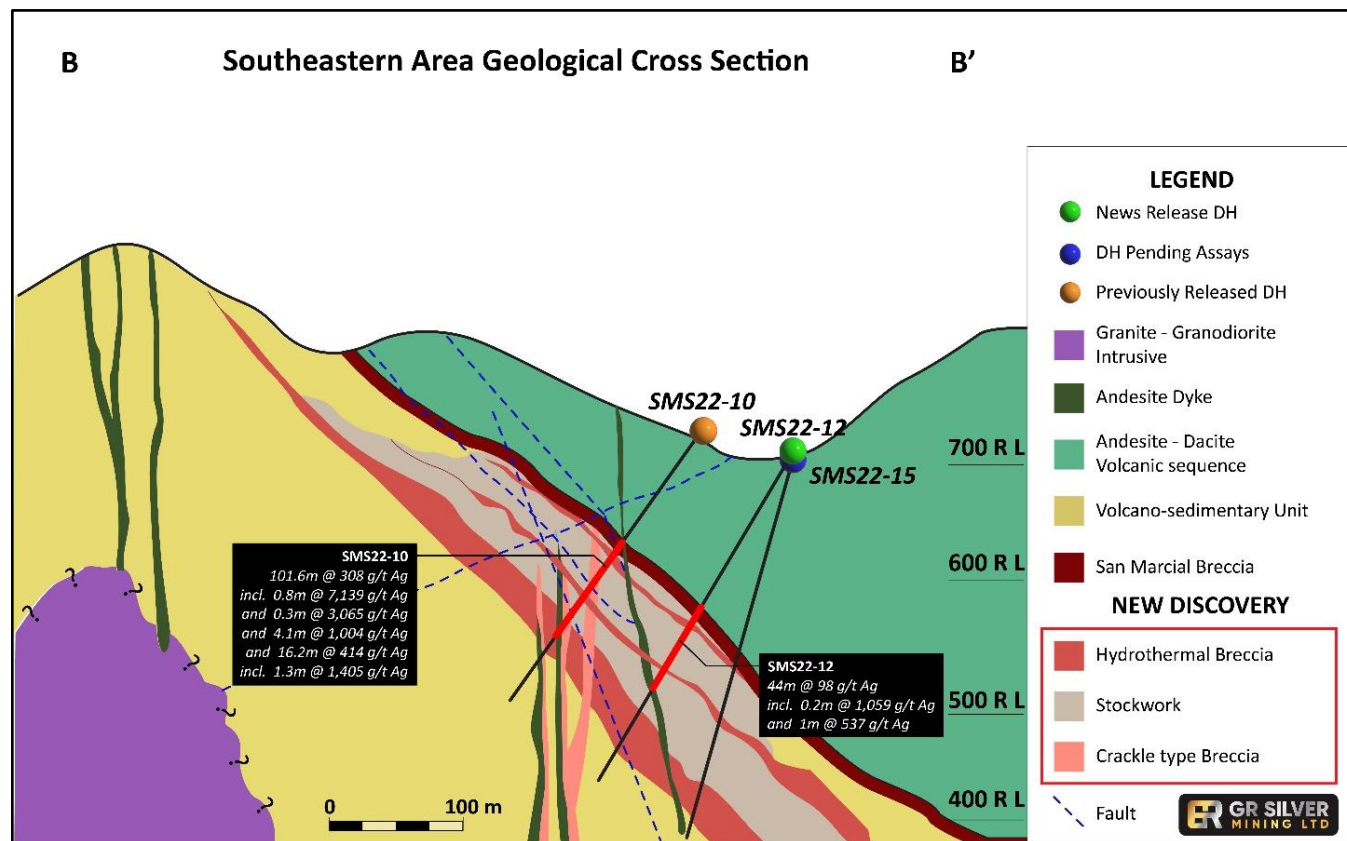 B
Southeastern Area Geological Cross Section
B’
LEGEND
News Release DH
DH Pending Assays
Previously Released DH
Granite - Granodiorite
Intrusive
Andesite Dyke
Andesite - Dacite
Volcanic sequence
Volcano-sedimentary Unit
San Marcial Breccia
NEW DISCOVERY
Hydrothermal Breccia
Stockwork
Crackle type Breccia
Fault
GR SILVER
MINING LTD
SMS22-10
SMS22-12
SMS22-15
700 R L
600 R L
500 R L
400 R L
SMS22-10
101.6m @ 308 g/t Ag
incl. 0.8m @ 7,139 g/t Ag
and 0.3m @ 3,065 g/t Ag
and 4.1m @ 1,004 g/t Ag
and 16.2m @ 414 g/t Ag
incl. 1.3m @ 1,405 g/t Ag
SMS22-12
44m @ 98 g/t Ag
incl. 0.2m @ 1,059 g/t Ag
and 1m @ 537 g/t Ag
?
?
?
?
?
?
?
?
?
0
100 m